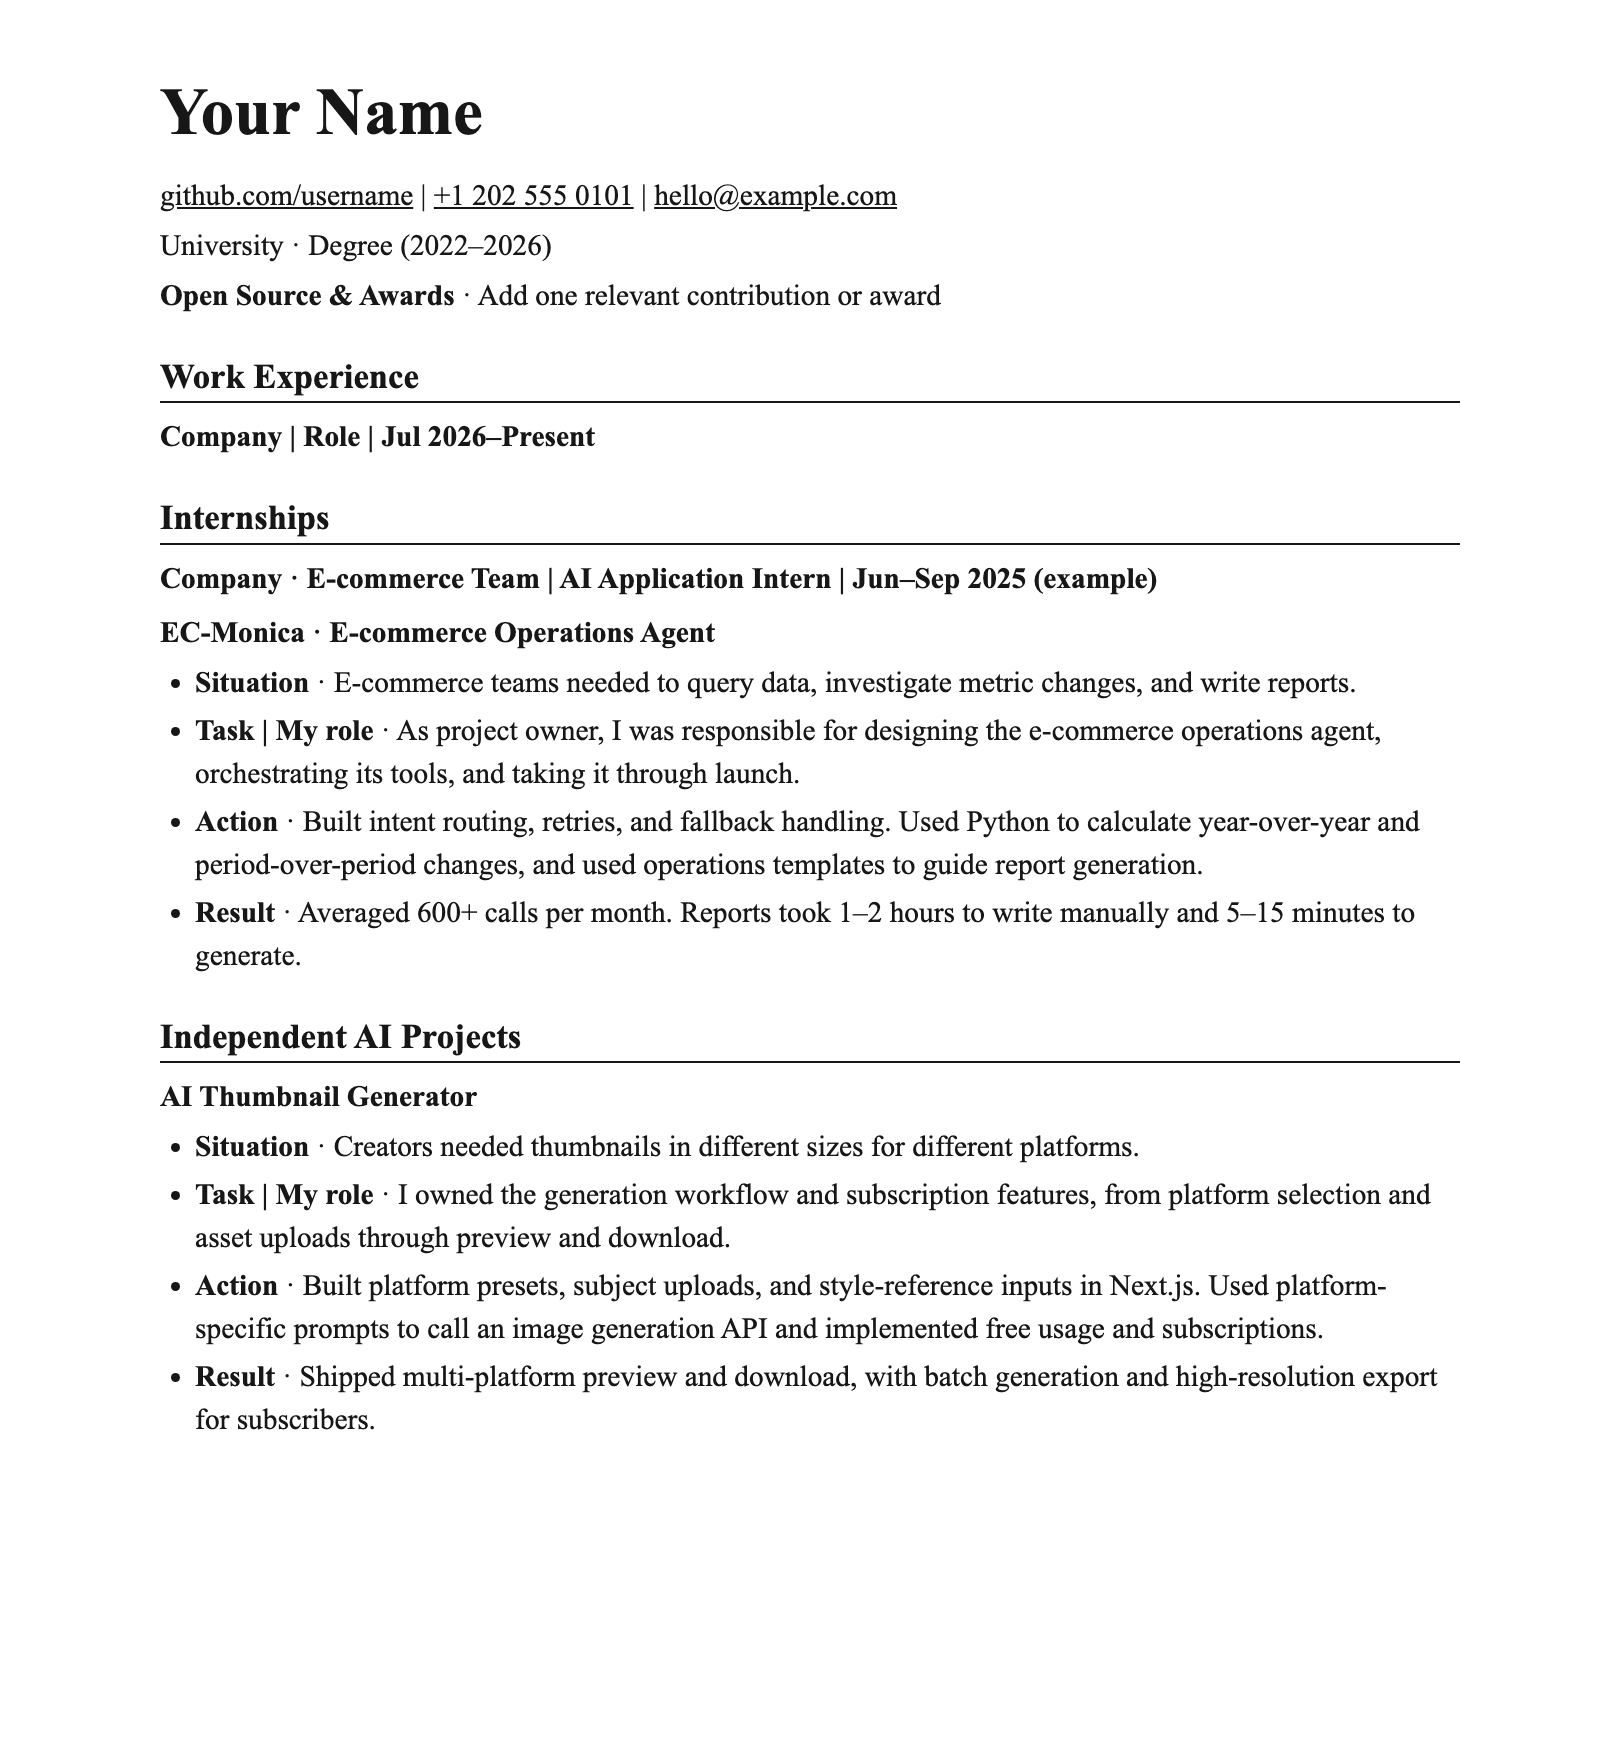 Your Name
github.com/username | +1 202 555 0101 | hello@example.com
University · Degree (2022–2026)
Open Source & Awards · Add one relevant contribution or award
Work Experience
Company | Role | Jul 2026–Present
Internships
Company · E-commerce Team | AI Application Intern | Jun–Sep 2025 (example)
EC-Monica · E-commerce Operations Agent
• Situation · E-commerce teams needed to query data, investigate metric changes, and write reports.
• Task | My role · As project owner, I was responsible for designing the e-commerce operations agent,
orchestrating its tools, and taking it through launch.
• Action · Built intent routing, retries, and fallback handling. Used Python to calculate year-over-year and
period-over-period changes, and used operations templates to guide report generation.
• Result · Averaged 600+ calls per month. Reports took 1–2 hours to write manually and 5–15 minutes to
generate.
Independent AI Projects
AI Thumbnail Generator
• Situation · Creators needed thumbnails in different sizes for different platforms.
• Task | My role · I owned the generation workflow and subscription features, from platform selection and
asset uploads through preview and download.
• Action · Built platform presets, subject uploads, and style-reference inputs in Next.js. Used platform-
specific prompts to call an image generation API and implemented free usage and subscriptions.
• Result · Shipped multi-platform preview and download, with batch generation and high-resolution export
for subscribers.